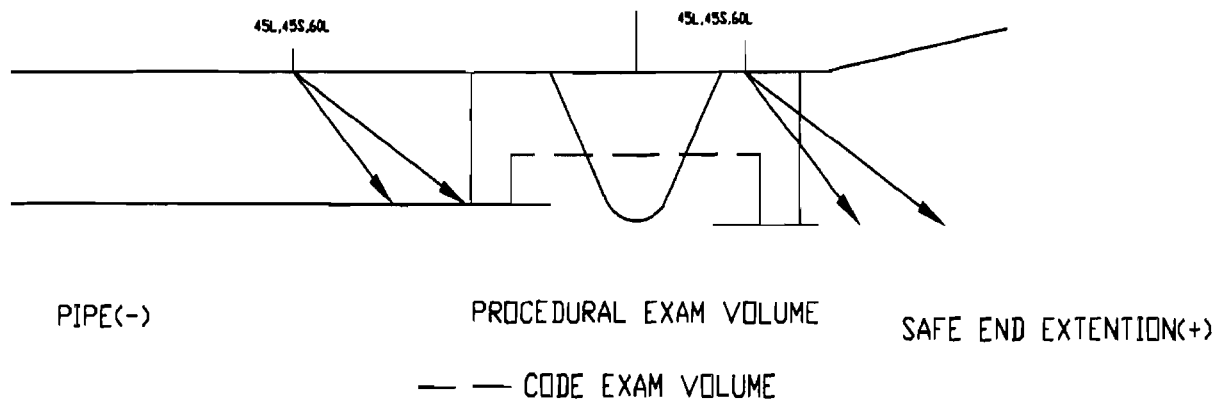 45L,45S,60L
45L,45S,60L
PIPE(-)
PROCEDURAL EXAM VOLUME
SAFE END EXTENTION(+)
CODE EXAM VOLUME